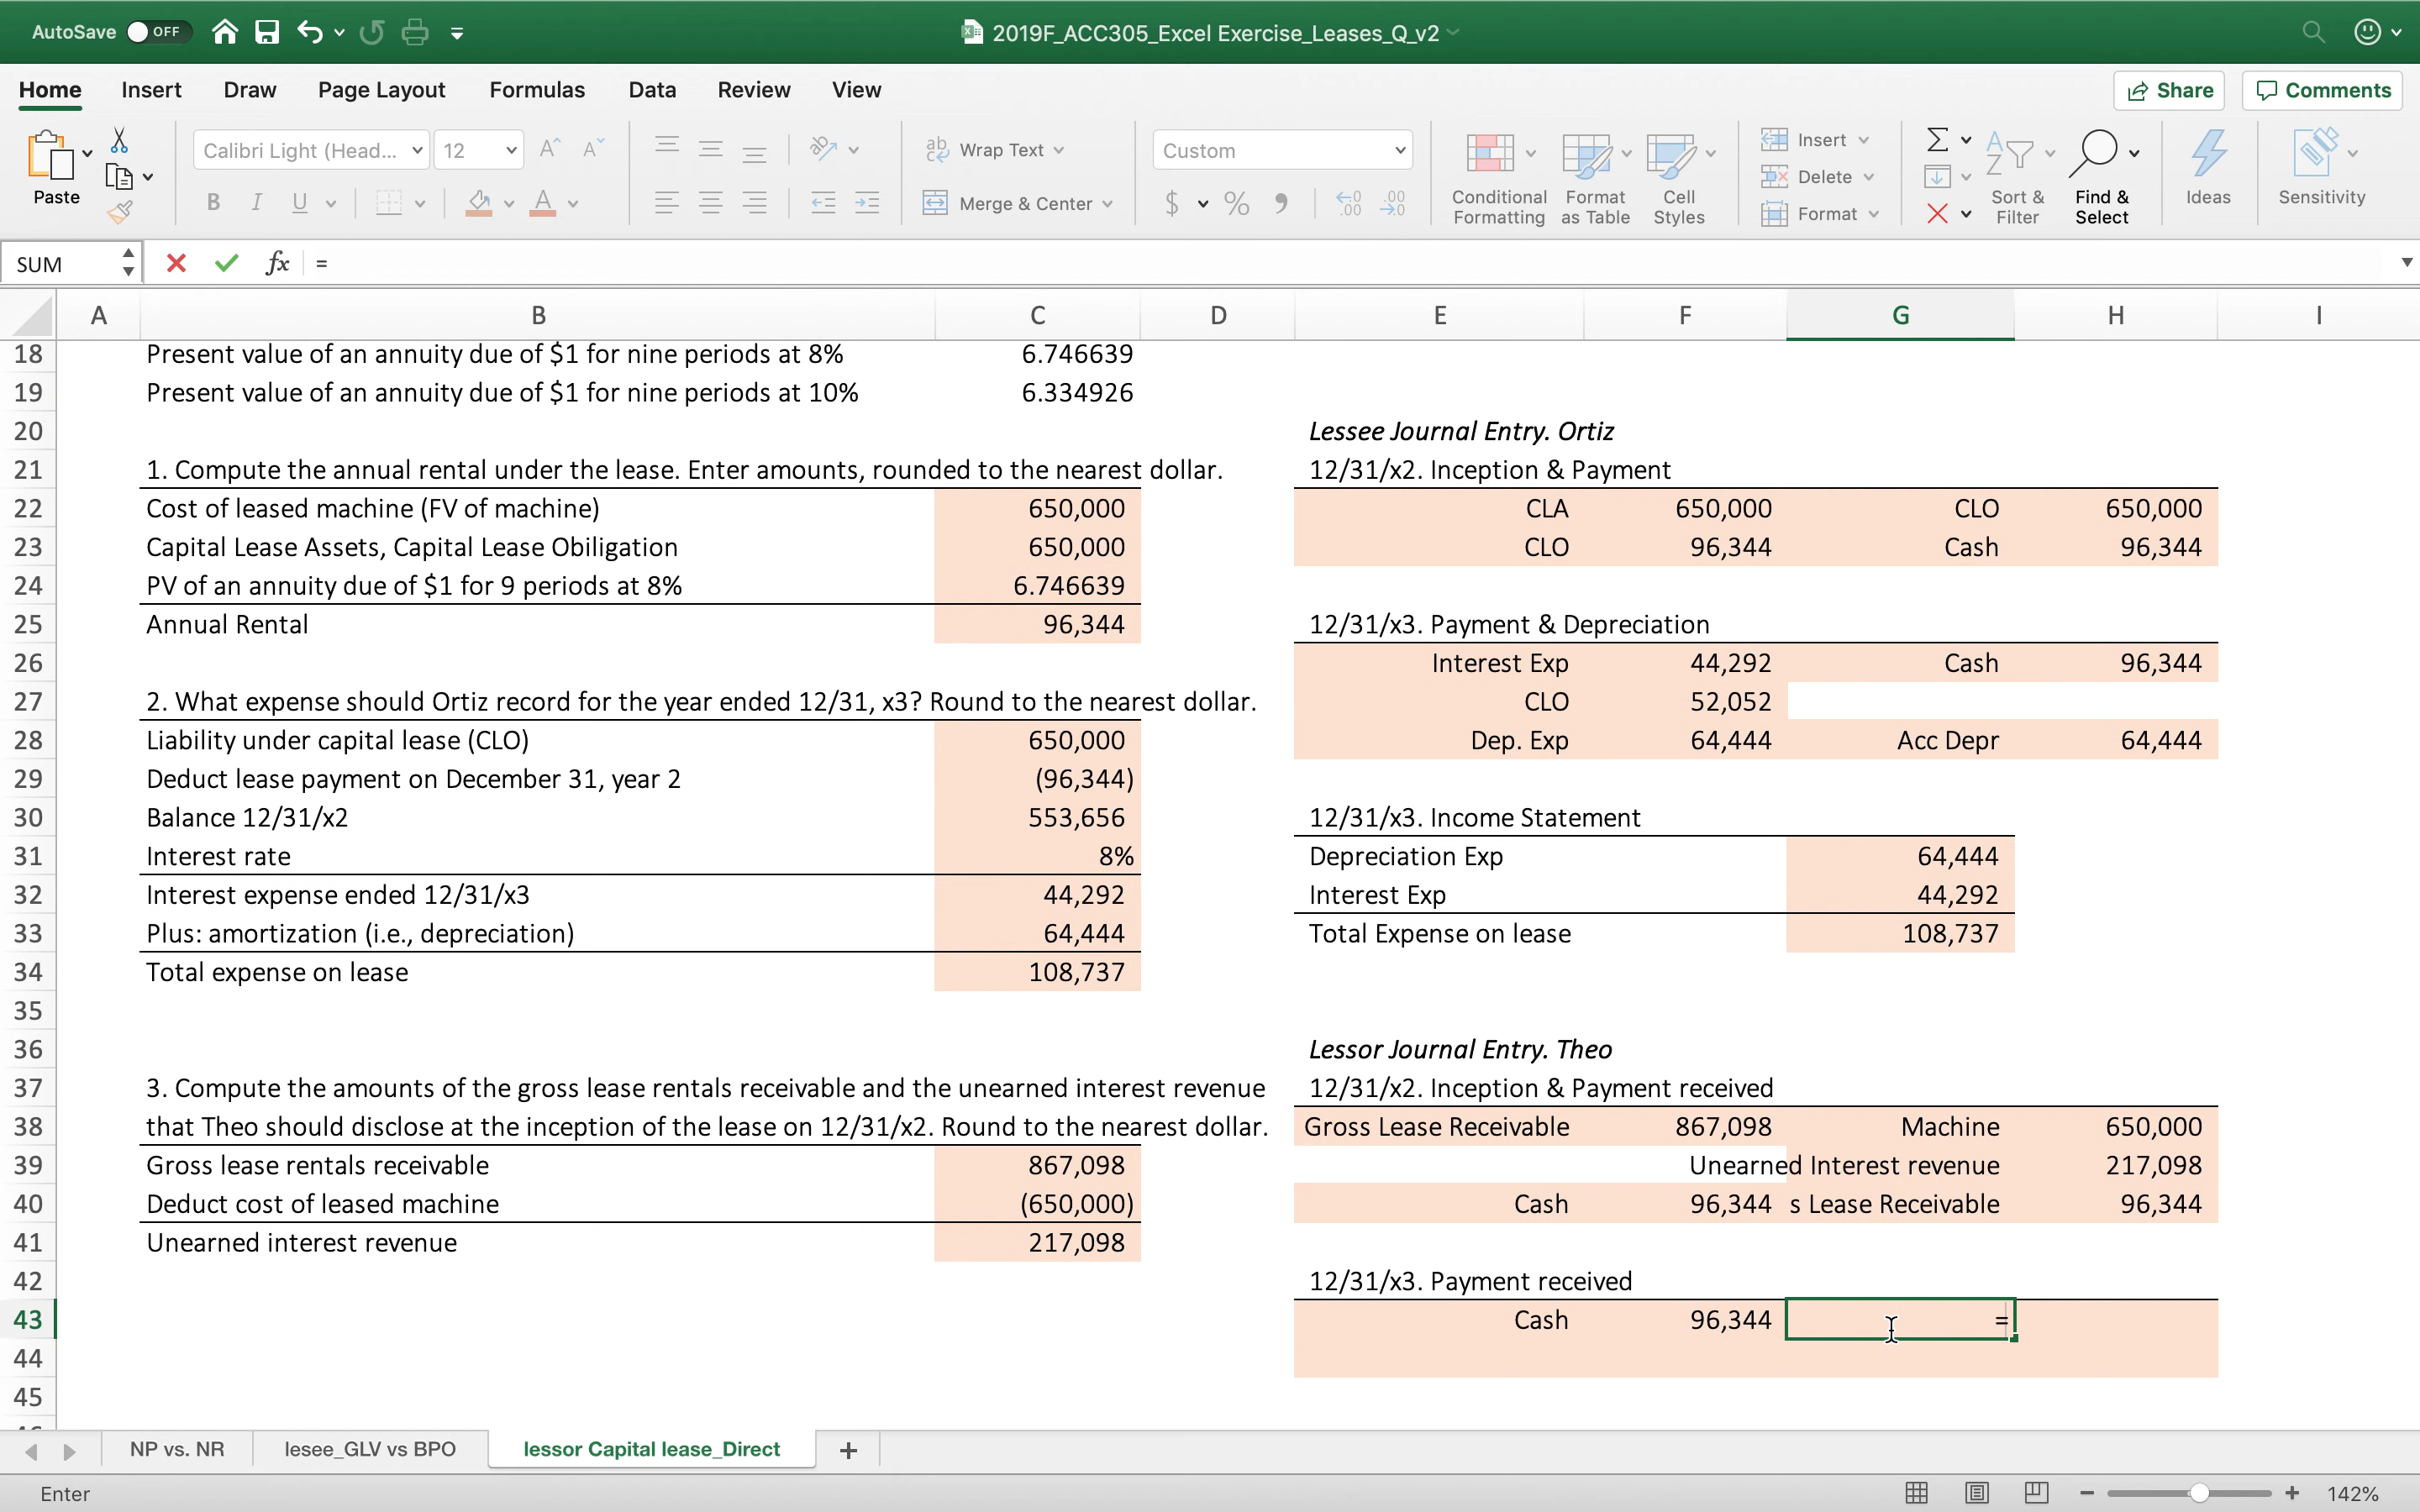 AutoSave OFF 2019F_ACC305_Excel Exercise_Leases_Q_v2
Home Insert Draw Page Layout Formulas Data Review View Share Comments
Paste Calibri Light (Head... 12 Wrap Text Merge & Center Custom $ % Conditional Formatting Format as Table Cell Styles Insert Delete Format Sort & Filter Find & Select Ideas Sensitivity
SUM fx =
A B C D E F G H I
18 Present value of an annuity due of $1 for nine periods at 8% 6.746639
19 Present value of an annuity due of $1 for nine periods at 10% 6.334926
20 Lessee Journal Entry. Ortiz
21 1. Compute the annual rental under the lease. Enter amounts, rounded to the nearest dollar. 12/31/x2. Inception & Payment
22 Cost of leased machine (FV of machine) 650,000 CLA 650,000 CLO 650,000
23 Capital Lease Assets, Capital Lease Obiligation 650,000 CLO 96,344 Cash 96,344
24 PV of an annuity due of $1 for 9 periods at 8% 6.746639
25 Annual Rental 96,344 12/31/x3. Payment & Depreciation
26 Interest Exp 44,292 Cash 96,344
27 2. What expense should Ortiz record for the year ended 12/31, x3? Round to the nearest dollar. CLO 52,052
28 Liability under capital lease (CLO) 650,000 Dep. Exp 64,444 Acc Depr 64,444
29 Deduct lease payment on December 31, year 2 (96,344)
30 Balance 12/31/x2 553,656 12/31/x3. Income Statement
31 Interest rate 8% Depreciation Exp 64,444
32 Interest expense ended 12/31/x3 44,292 Interest Exp 44,292
33 Plus: amortization (i.e., depreciation) 64,444 Total Expense on lease 108,737
34 Total expense on lease 108,737
35
36 Lessor Journal Entry. Theo
37 3. Compute the amounts of the gross lease rentals receivable and the unearned interest revenue 12/31/x2. Inception & Payment received
38 that Theo should disclose at the inception of the lease on 12/31/x2. Round to the nearest dollar. Gross Lease Receivable 867,098 Machine 650,000
39 Gross lease rentals receivable 867,098 Unearned Interest revenue 217,098
40 Deduct cost of leased machine (650,000) Cash 96,344 s Lease Receivable 96,344
41 Unearned interest revenue 217,098
42 12/31/x3. Payment received
43 Cash 96,344 =
44
45
NP vs. NR lesee_GLV vs BPO lessor Capital lease_Direct +
Enter 142%